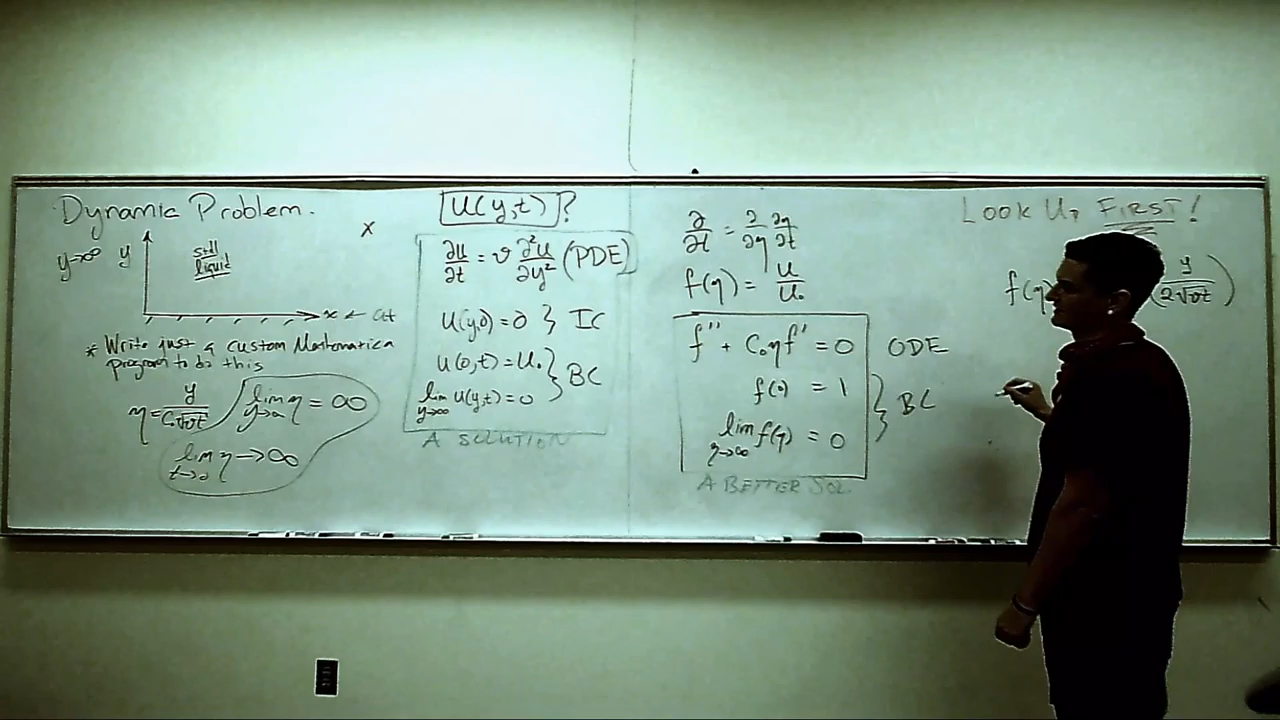 Dynamic Problem.
y→∞ y
still
liquid
x
x ← at
* Write just a custom Mathematica
program to do this
η = y / C√νt
lim y→∞ η = ∞
lim t→0 η → ∞
U(y,t) ?
∂u/∂t = ν ∂²u/∂y² (PDE)
U(y,0) = 0 } IC
U(0,t) = U₀
lim y→∞ U(y,t) = 0
} BC
A SOLUTION
∂/∂t = ∂/∂η ∂η/∂t
f(η) = u/U₀
f'' + C₀ηf' = 0 ODE
f(0) = 1
lim η→∞ f(η) = 0
} BC
A BETTER SOL.
LOOK UP FIRST!
f(η)
(y / 2√νt)